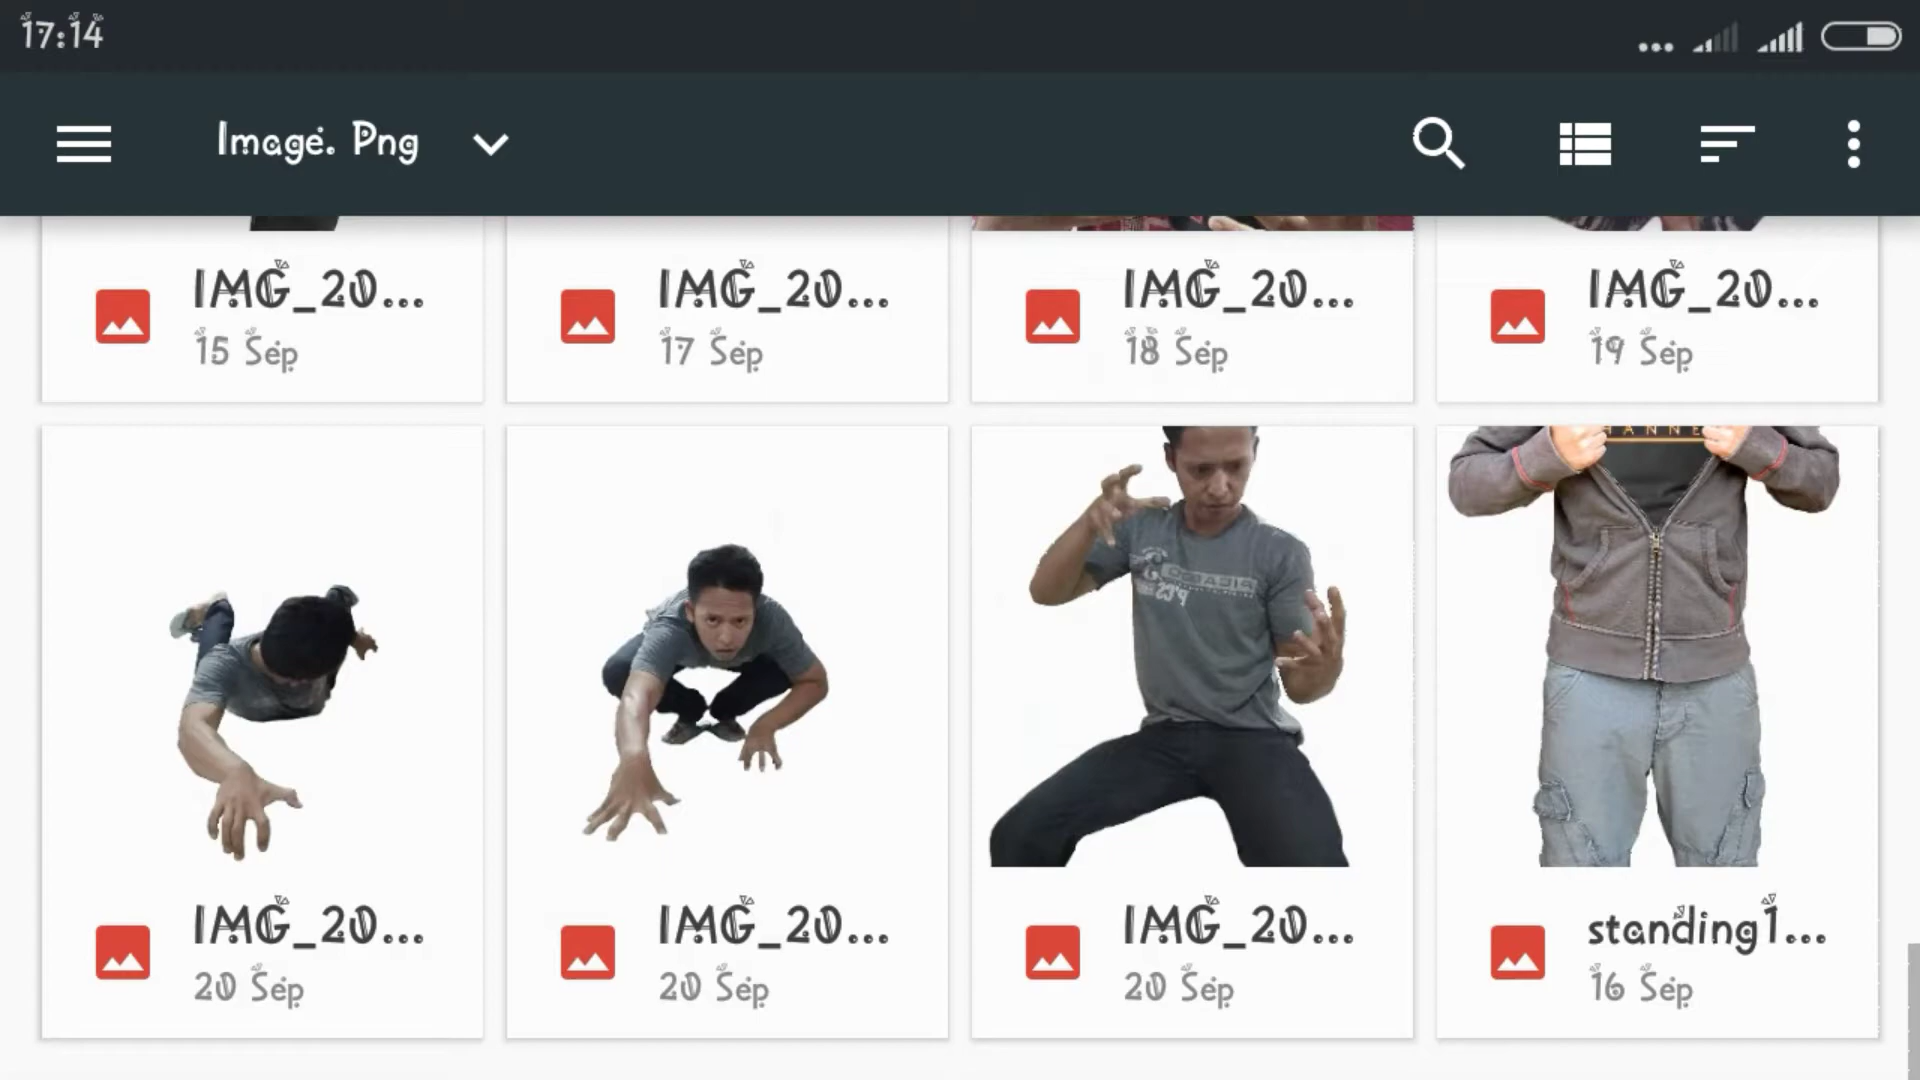 17:14
Image. Png
IMG_20...
15 Sep
IMG_20...
17 Sep
IMG_20...
18 Sep
IMG_20...
19 Sep
HANNE
IMG_20...
20 Sep
IMG_20...
20 Sep
IMG_20...
20 Sep
standing1...
16 Sep